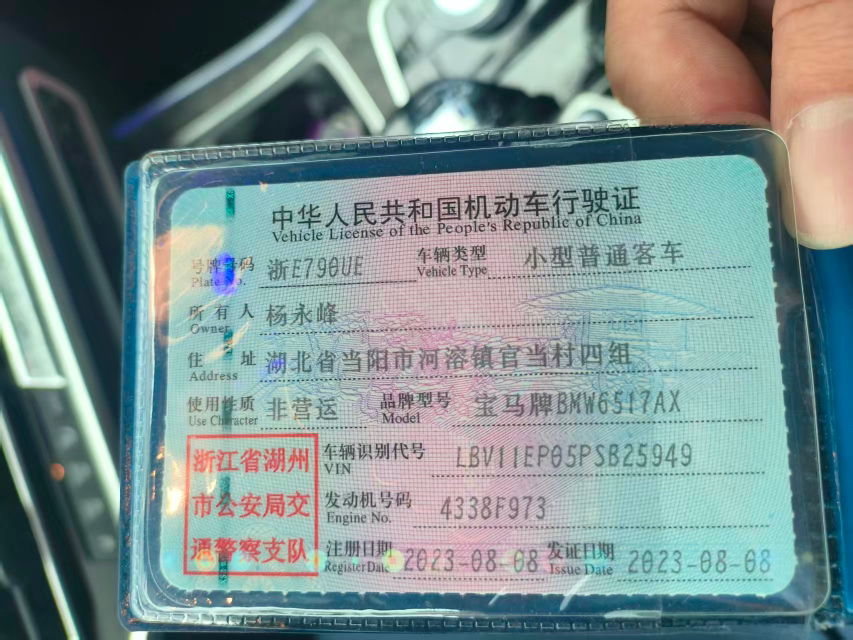 中华人民共和国机动车行驶证
Vehicle License of the People's Republic of China
号牌号码 浙E790UE 车辆类型 小型普通客车
Plate No. Vehicle Type
所有人 杨永峰
Owner
住址 湖北省当阳市河溶镇官当村四组
Address
使用性质 非营运 品牌型号 宝马牌BMW6517AX
Use Character Model
浙江省湖州
市公安局交
通警察支队
车辆识别代号 LBV11EP05PSB25949
VIN
发动机号码 4338F973
Engine No.
注册日期 2023-08-08 发证日期 2023-08-08
Register Date Issue Date